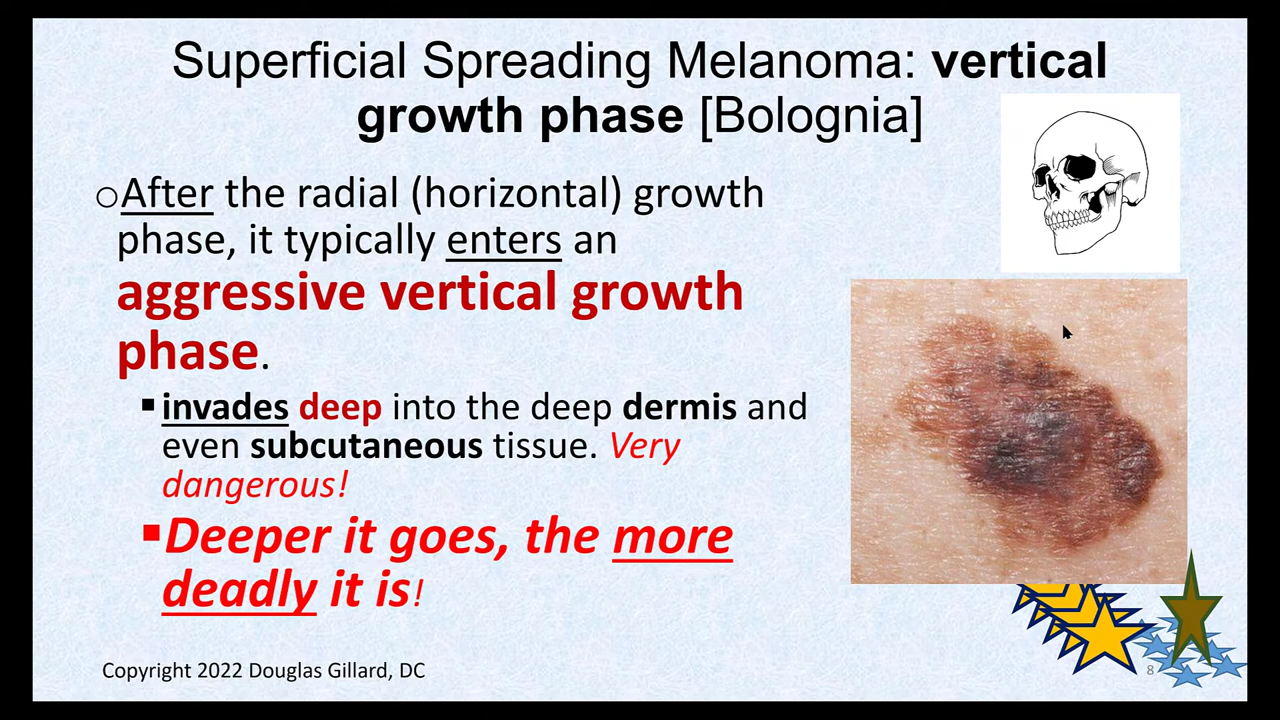 Superficial Spreading Melanoma: vertical
growth phase [Bolognia]
After the radial (horizontal) growth
phase, it typically enters an
aggressive vertical growth
phase.
invades deep into the deep dermis and
even subcutaneous tissue. Very
dangerous!
Deeper it goes, the more
deadly it is!
Copyright 2022 Douglas Gillard, DC
8